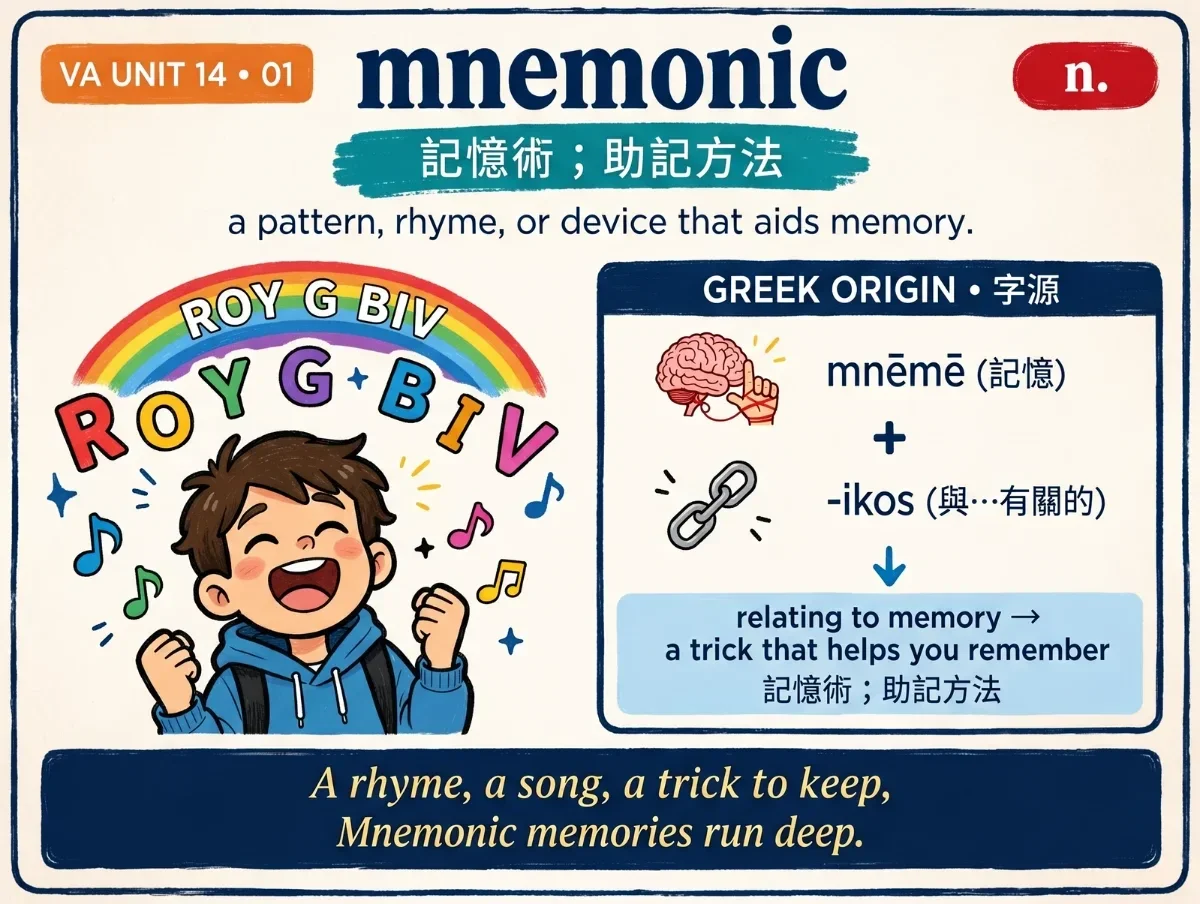 VA UNIT 14 • 01
mnemonic
n.
記憶術；助記方法
a pattern, rhyme, or device that aids memory.
ROY G BIV
ROY G BIV
GREEK ORIGIN • 字源
mnēmē (記憶)
+
-ikos (與⋯有關的)
relating to memory →
a trick that helps you remember
記憶術；助記方法
A rhyme, a song, a trick to keep,
Mnemonic memories run deep.